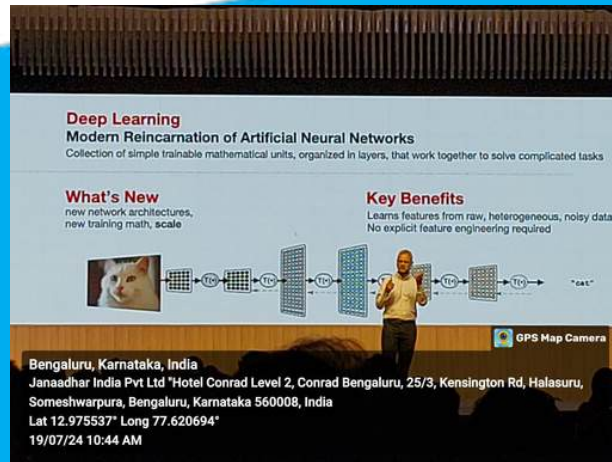 Deep Learning
Modern Reincarnation of Artificial Neural Networks
Collection of simple trainable mathematical units, organized in layers, that work together to solve complicated tasks
What's New
new network architectures,
new training math, scale
Key Benefits
Learns features from raw, heterogeneous, noisy data
No explicit feature engineering required
"cat"
GPS Map Camera
Bengaluru, Karnataka, India
Janaadhar India Pvt Ltd "Hotel Conrad Level 2, Conrad Bengaluru, 25/3, Kensington Rd, Halasuru,
Someshwarpura, Bengaluru, Karnataka 560008, India
Lat 12.975537° Long 77.620694°
19/07/24 10:44 AM